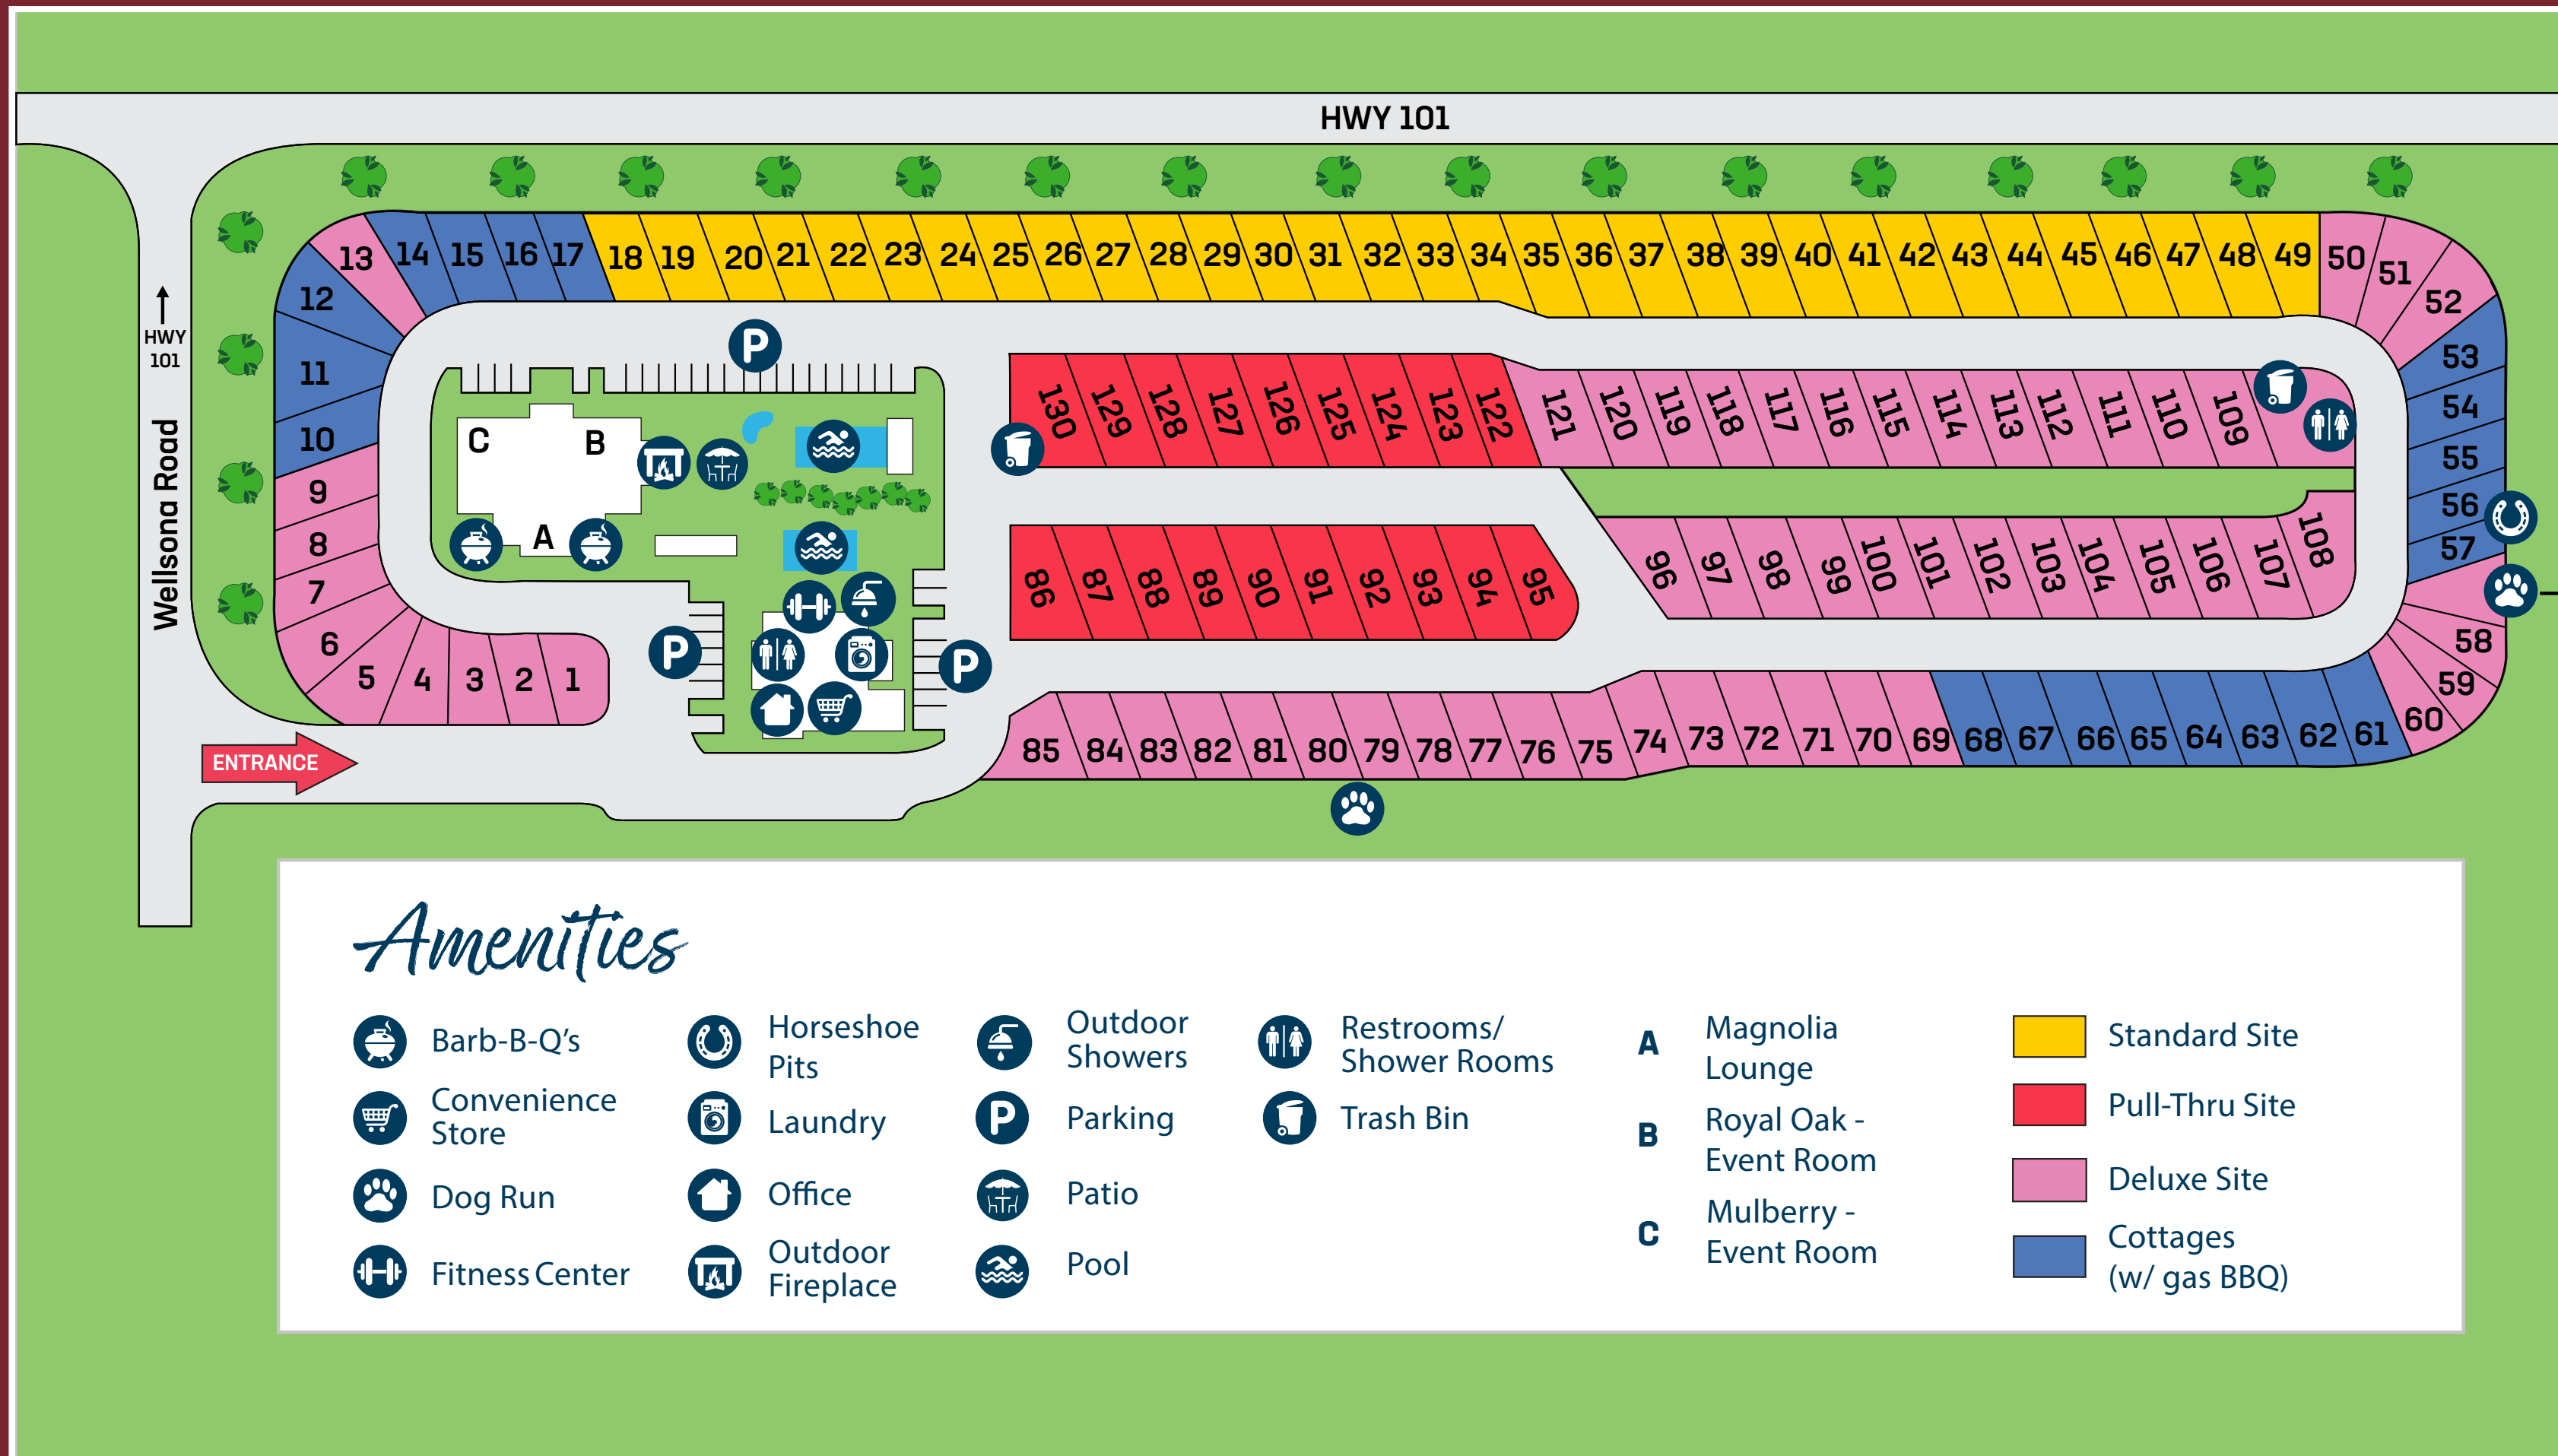 HWY 101
13 14 15 16 17 18 19 20 21 22 23 24 25 26 27 28 29 30 31 32 33 34 35 36 37 38 39 40 41 42 43 44 45 46 47 48 49 50 51 52
12
11
10
9
8
7
6
5 4 3 2 1
HWY
101
Wellsona Road
ENTRANCE
P
C
B
A
P
P
130 129 128 127 126 125 124 123 122 121 120 119 118 117 116 115 114 113 112 111 110 109
86 87 88 89 90 91 92 93 94 95 96 97 98 99 100 101 102 103 104 105 106 107 108
53
54
55
56
57
58
59
60
85 84 83 82 81 80 79 78 77 76 75 74 73 72 71 70 69 68 67 66 65 64 63 62 61
Amenities
Barb-B-Q's
Convenience
Store
Dog Run
Fitness Center
Horseshoe
Pits
Laundry
Office
Outdoor
Fireplace
Outdoor
Showers
P
Parking
Patio
Pool
Restrooms/
Shower Rooms
Trash Bin
A
Magnolia
Lounge
B
Royal Oak -
Event Room
C
Mulberry -
Event Room
Standard Site
Pull-Thru Site
Deluxe Site
Cottages
(w/ gas BBQ)